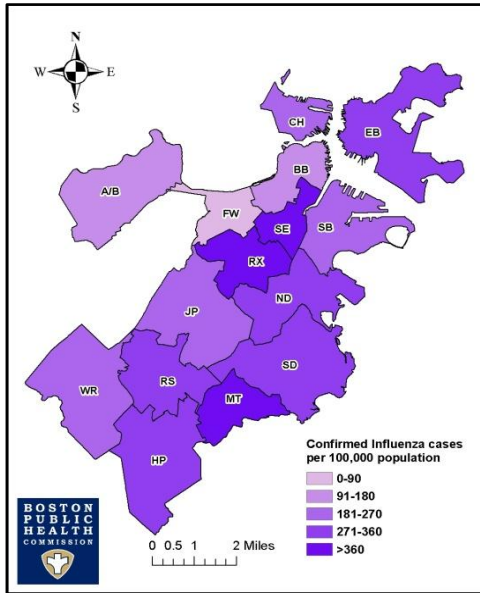 N
W E
S
CH
EB
A/B
BB
FW
SE
SB
RX
ND
JP
SD
RS
WR
MT
HP
Confirmed Influenza cases
per 100,000 population
0-90
91-180
181-270
271-360
>360
BOSTON
PUBLIC
HEALTH
COMMISSION
0 0.5 1 2 Miles